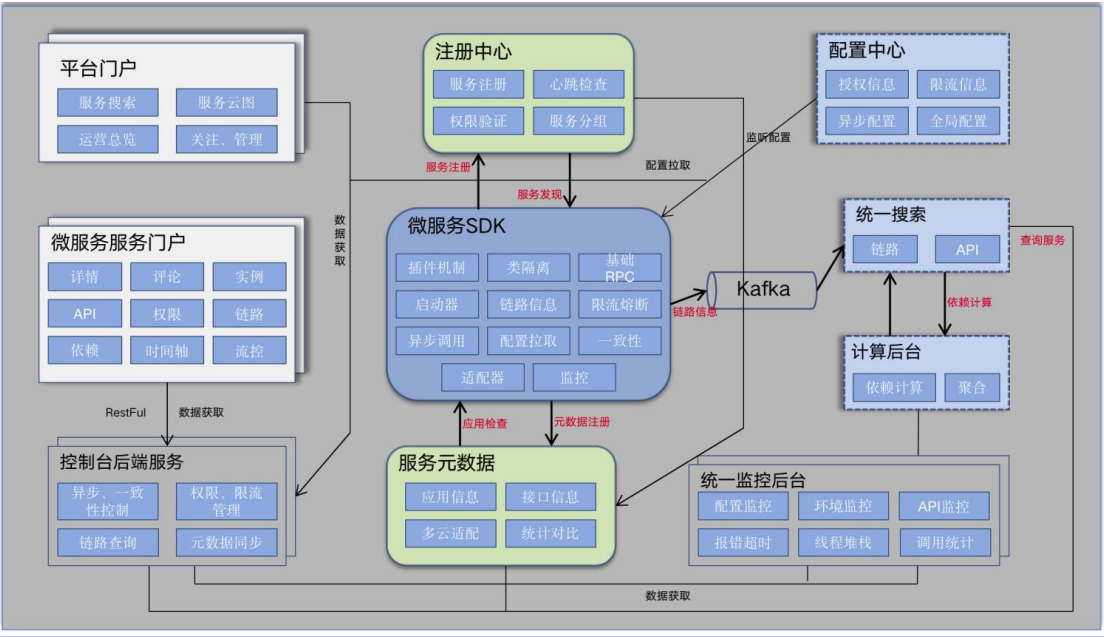 平台门户
服务搜索
服务云图
运营总览
关注、管理
注册中心
服务注册
心跳检查
权限验证
服务分组
配置中心
授权信息
限流信息
异步配置
全局配置
监听配置
配置拉取
服务注册
服务发现
数
据
获
取
微服务服务门户
详情
评论
实例
API
权限
链路
依赖
时间轴
流控
微服务SDK
插件机制
类隔离
基础
RPC
启动器
链路信息
限流熔断
异步调用
配置拉取
一致性
适配器
监控
链路信息
Kafka
统一搜索
链路
API
查询服务
依赖计算
计算后台
依赖计算
聚合
RestFul
数据获取
应用检查
元数据注册
控制台后端服务
异步、一致
性控制
权限、限流
管理
链路查询
元数据同步
服务元数据
应用信息
接口信息
多云适配
统计对比
统一监控后台
配置监控
环境监控
API监控
报错超时
线程堆栈
调用统计
数据获取